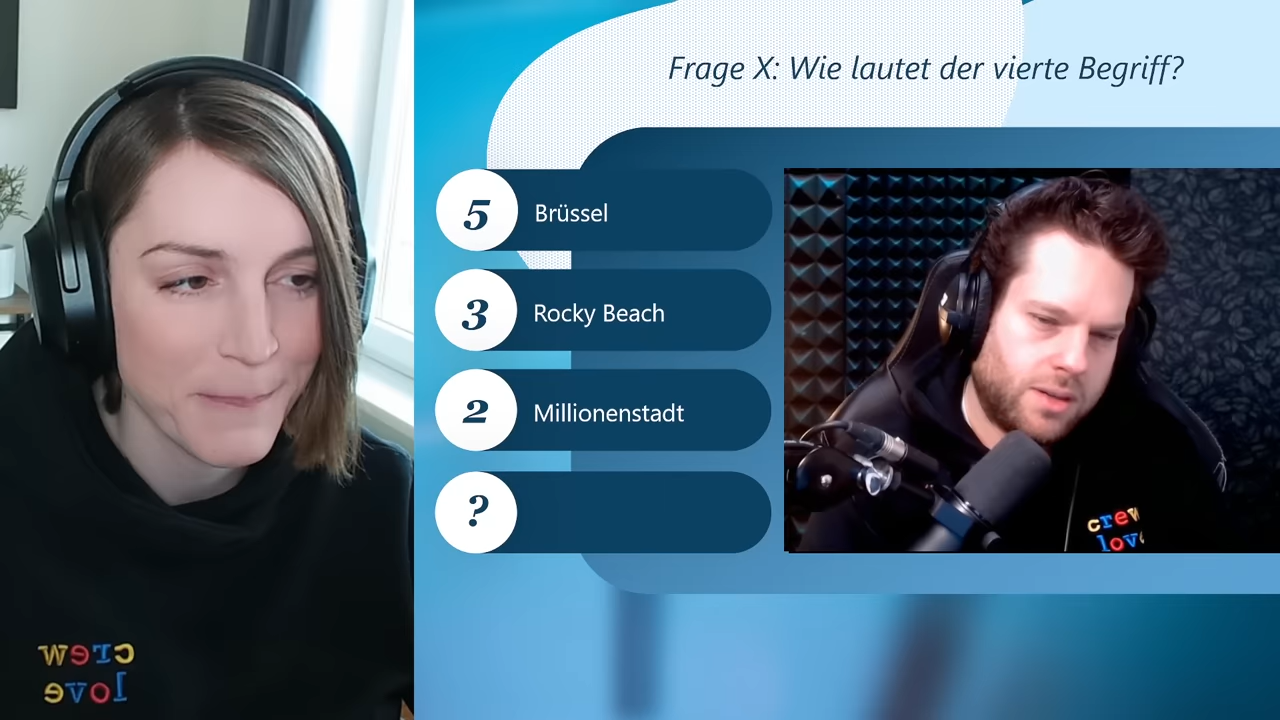 Frage X: Wie lautet der vierte Begriff?
5 Brüssel
3 Rocky Beach
2 Millionenstadt
?
crew
love
crew
love